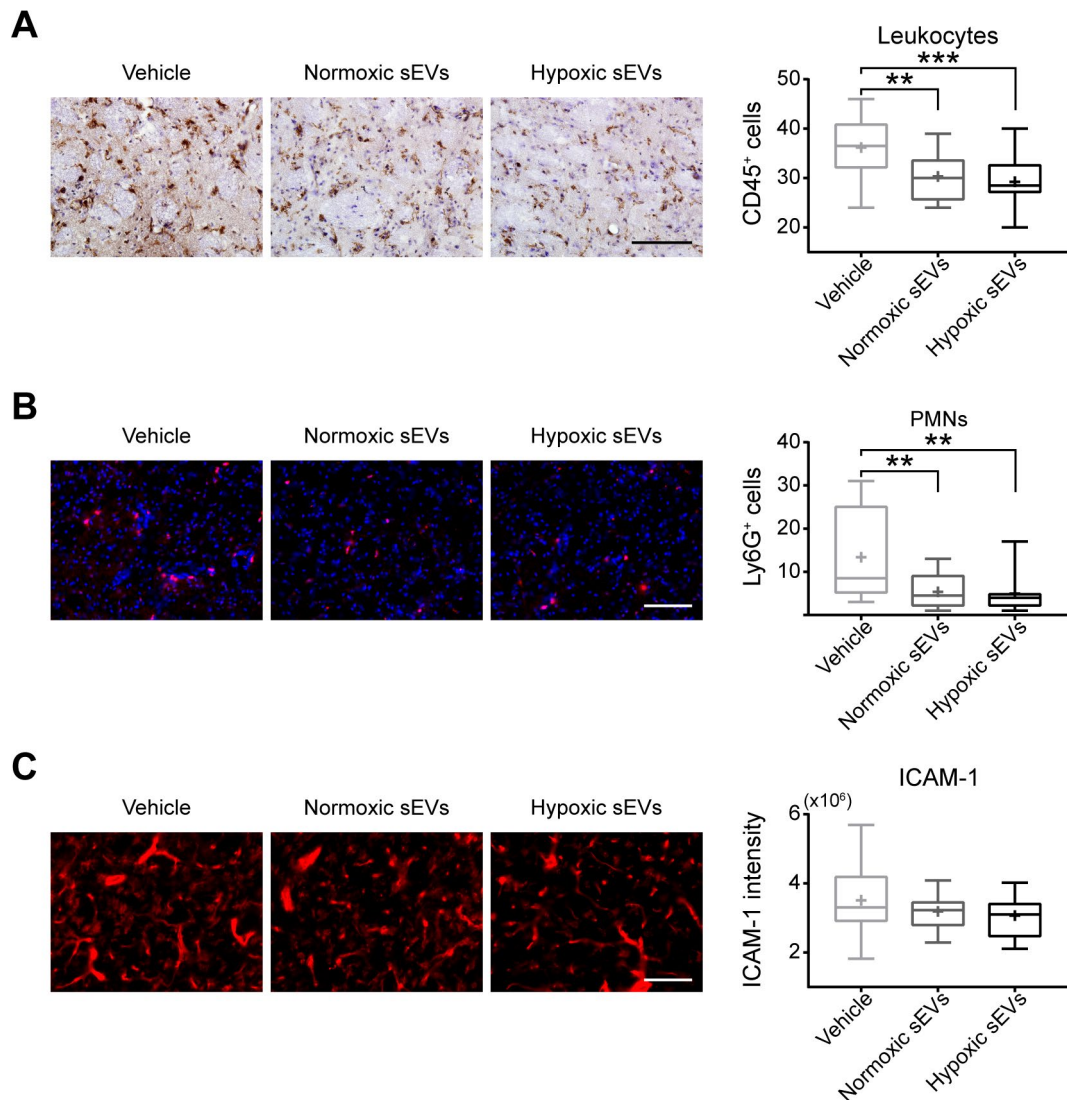 A
Vehicle
Normoxic sEVs
Hypoxic sEVs
Leukocytes
***
**
CD45⁺ cells
50
40
30
20
Vehicle
Normoxic sEVs
Hypoxic sEVs
B
Vehicle
Normoxic sEVs
Hypoxic sEVs
PMNs
**
**
Ly6G⁺ cells
40
30
20
10
Vehicle
Normoxic sEVs
Hypoxic sEVs
C
Vehicle
Normoxic sEVs
Hypoxic sEVs
ICAM-1
(x10⁶)
ICAM-1 intensity
6
4
2
Vehicle
Normoxic sEVs
Hypoxic sEVs